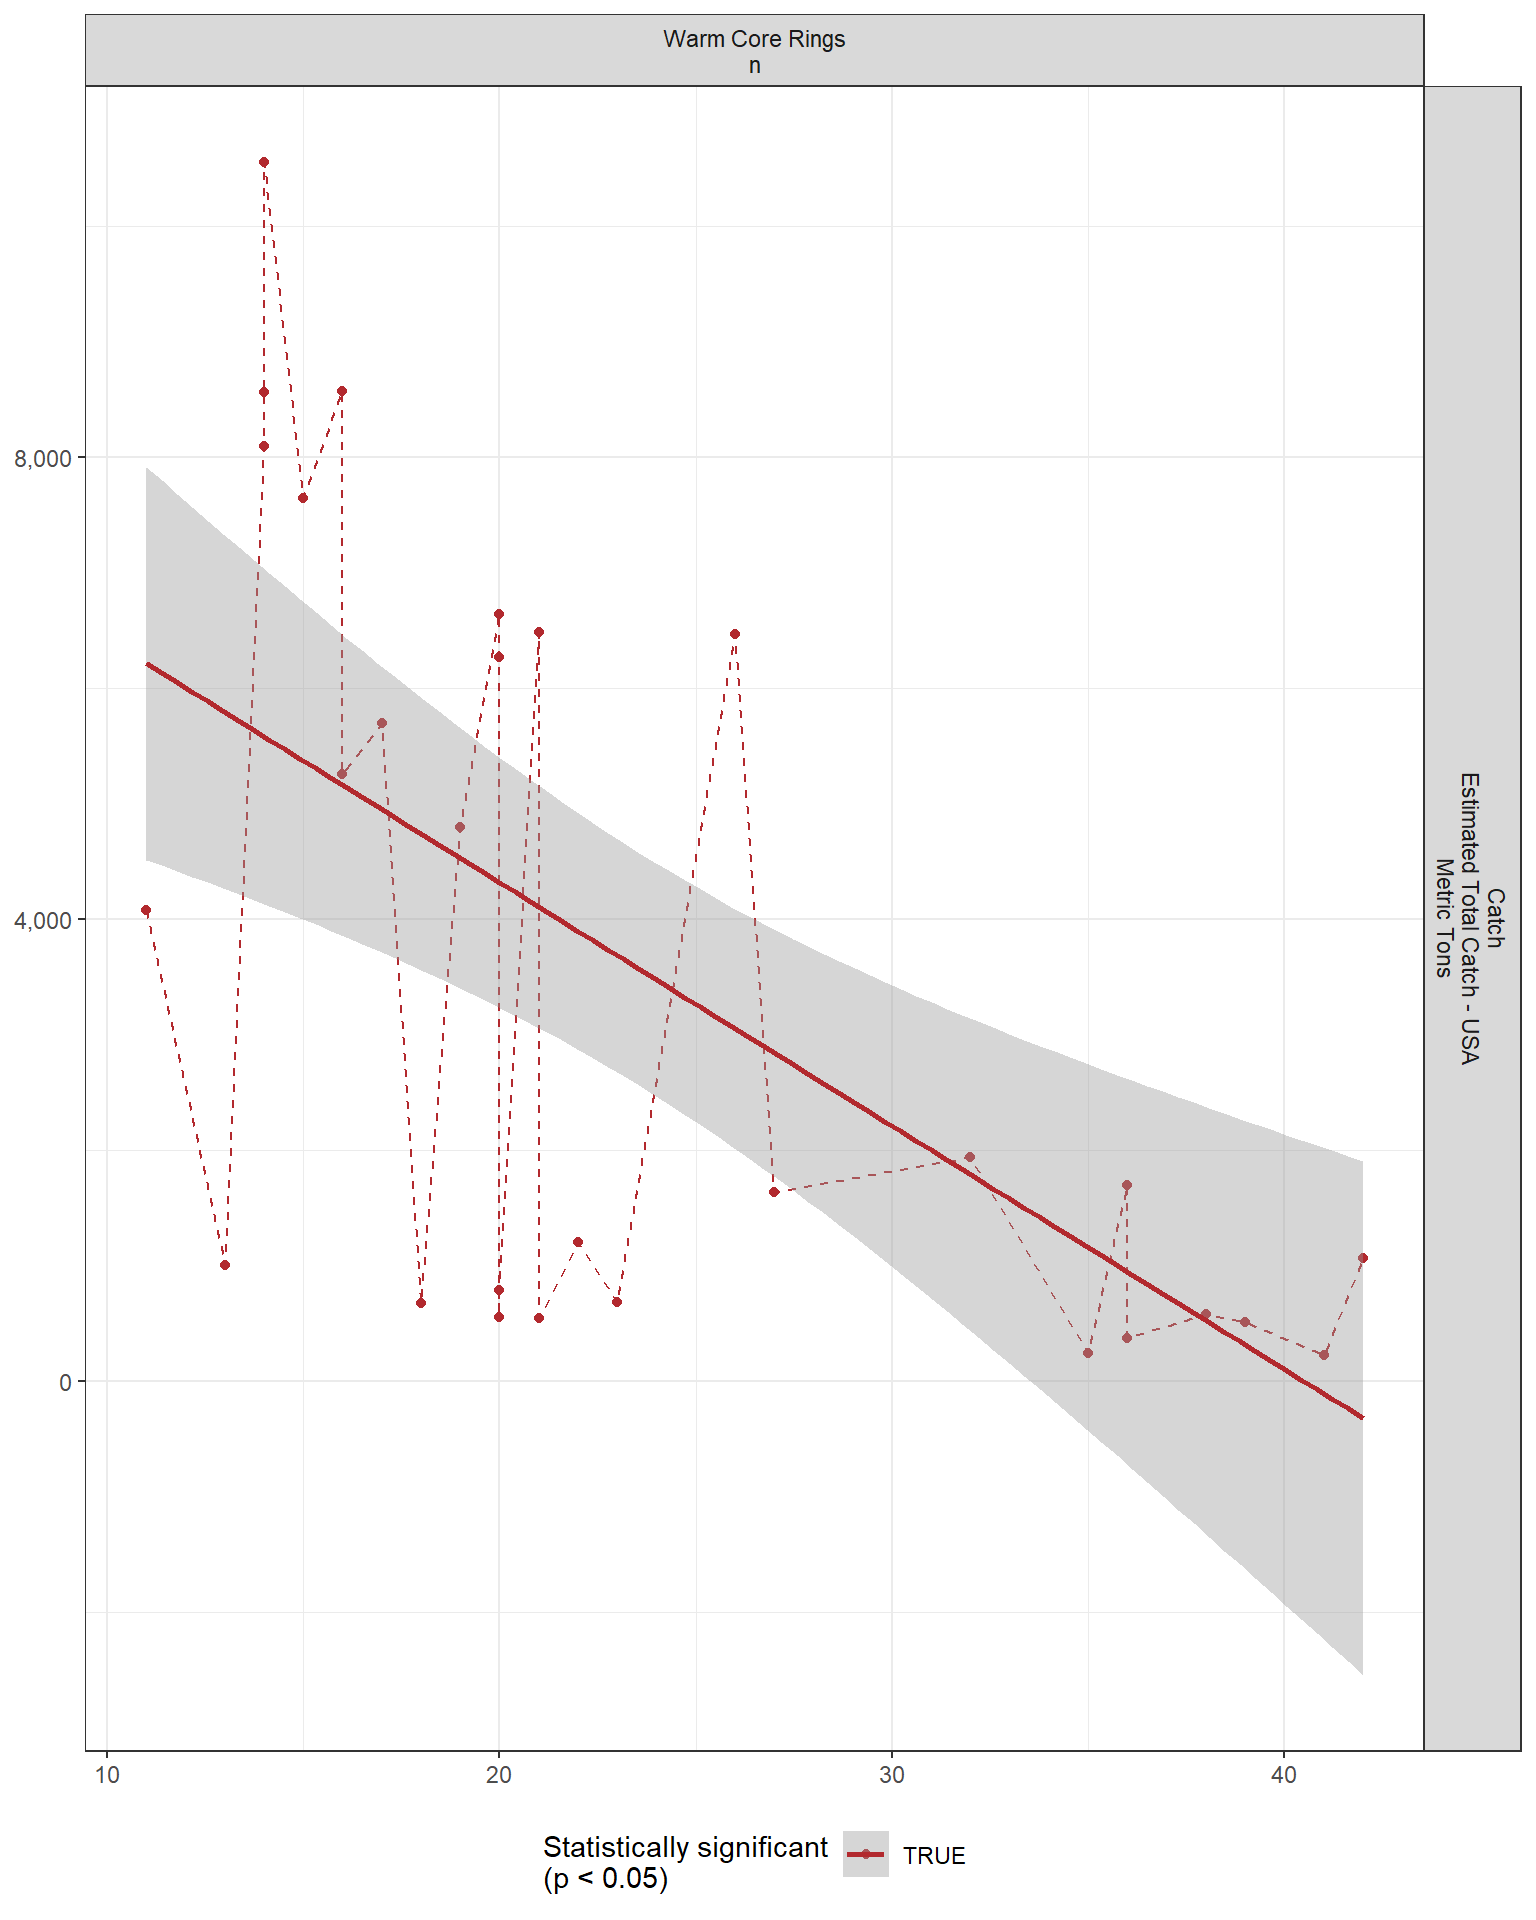 Warm Core Rings
n
8,000
4,000
0
Catch
Estimated Total Catch - USA
Metric Tons
10
20
30
40
Statistically significant
(p < 0.05)
TRUE